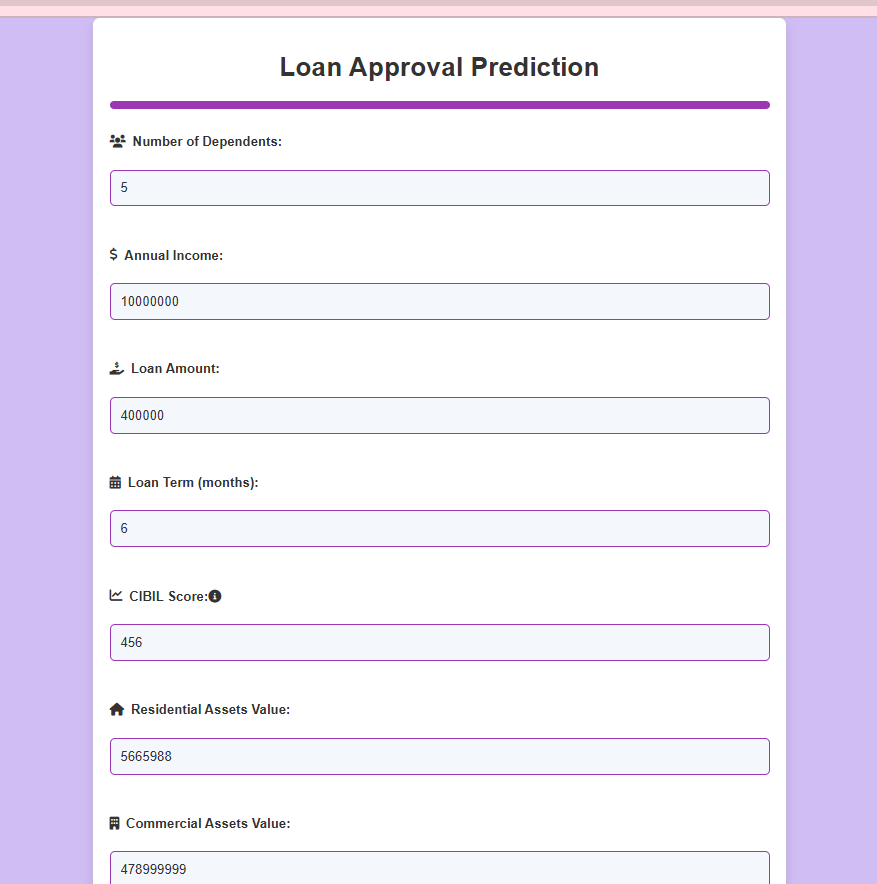 Loan Approval Prediction
Number of Dependents:
5
$ Annual Income:
10000000
Loan Amount:
400000
Loan Term (months):
6
CIBIL Score:
456
Residential Assets Value:
5665988
Commercial Assets Value:
478999999